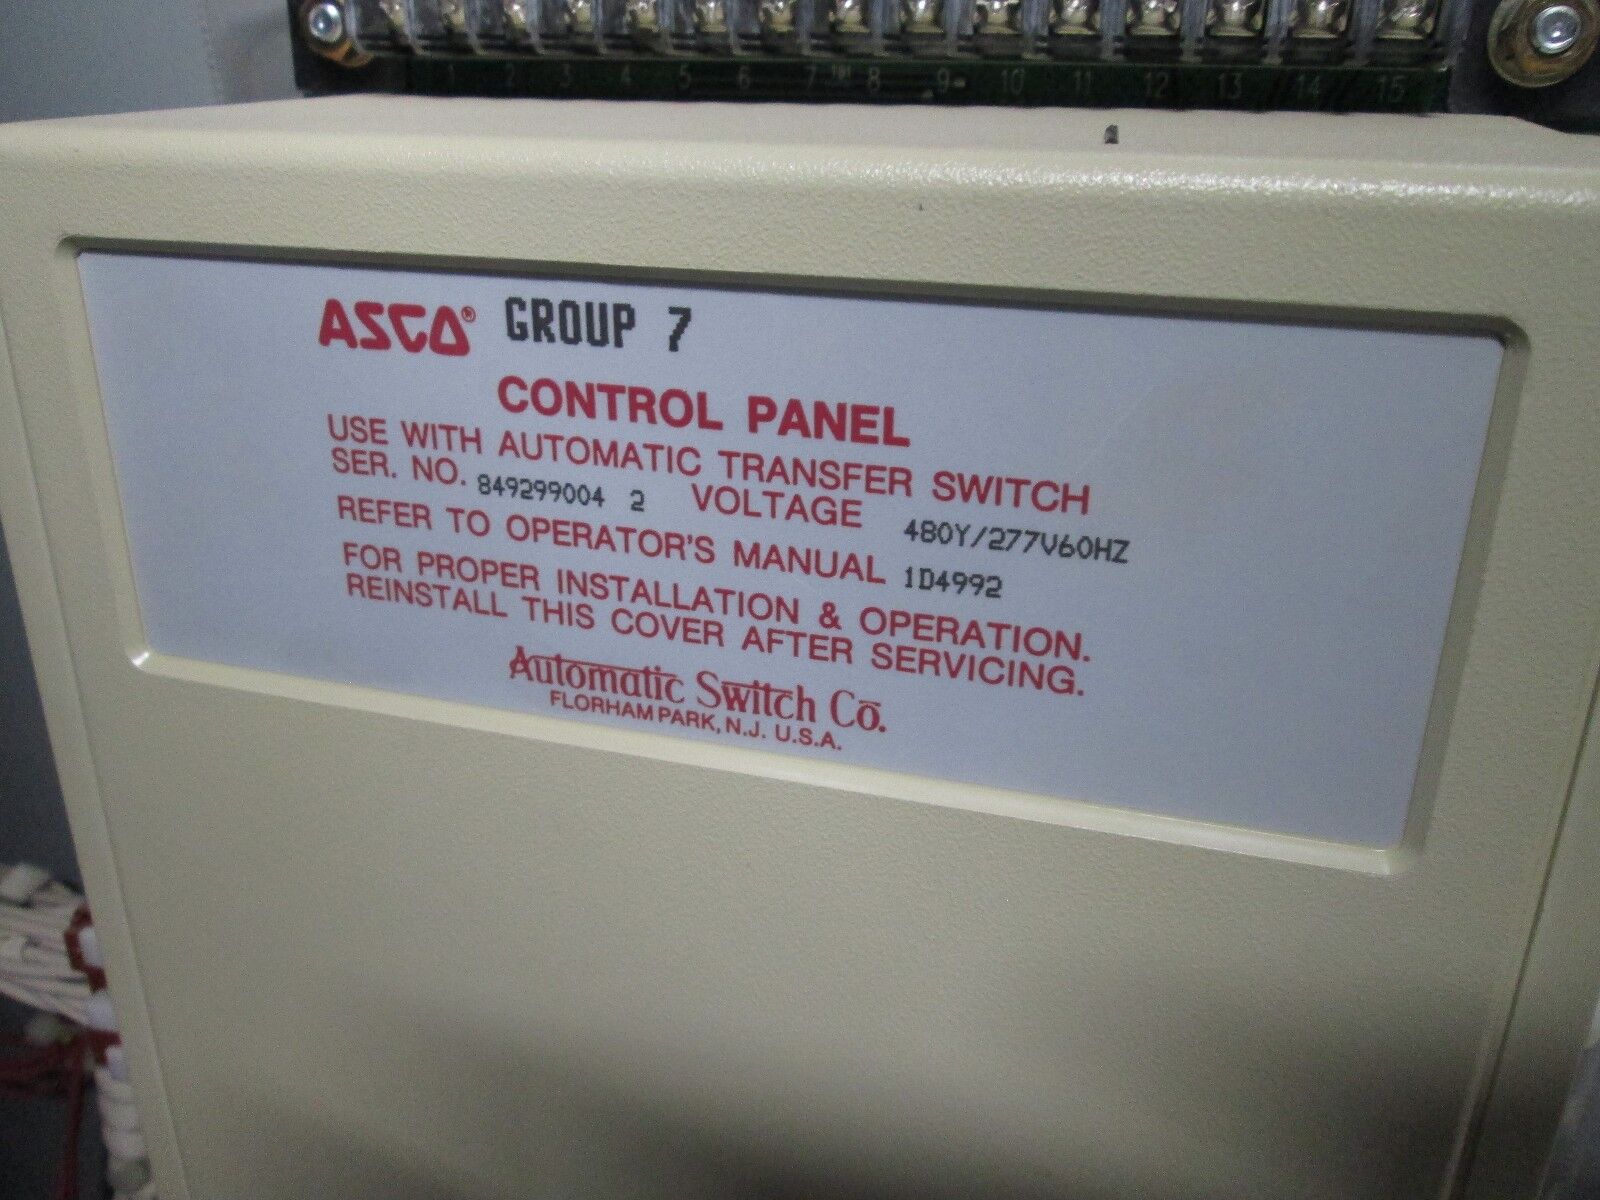 1 2 3 4 5 6 7 TB1 8 9 10 11 12 13 14 15
ASCO® GROUP 7
CONTROL PANEL
USE WITH AUTOMATIC TRANSFER SWITCH
SER. NO. 849299004 2 VOLTAGE 480Y/277V60HZ
REFER TO OPERATOR'S MANUAL 1D4992
FOR PROPER INSTALLATION & OPERATION.
REINSTALL THIS COVER AFTER SERVICING.
Automatic Switch Co.
FLORHAM PARK, N.J. U.S.A.